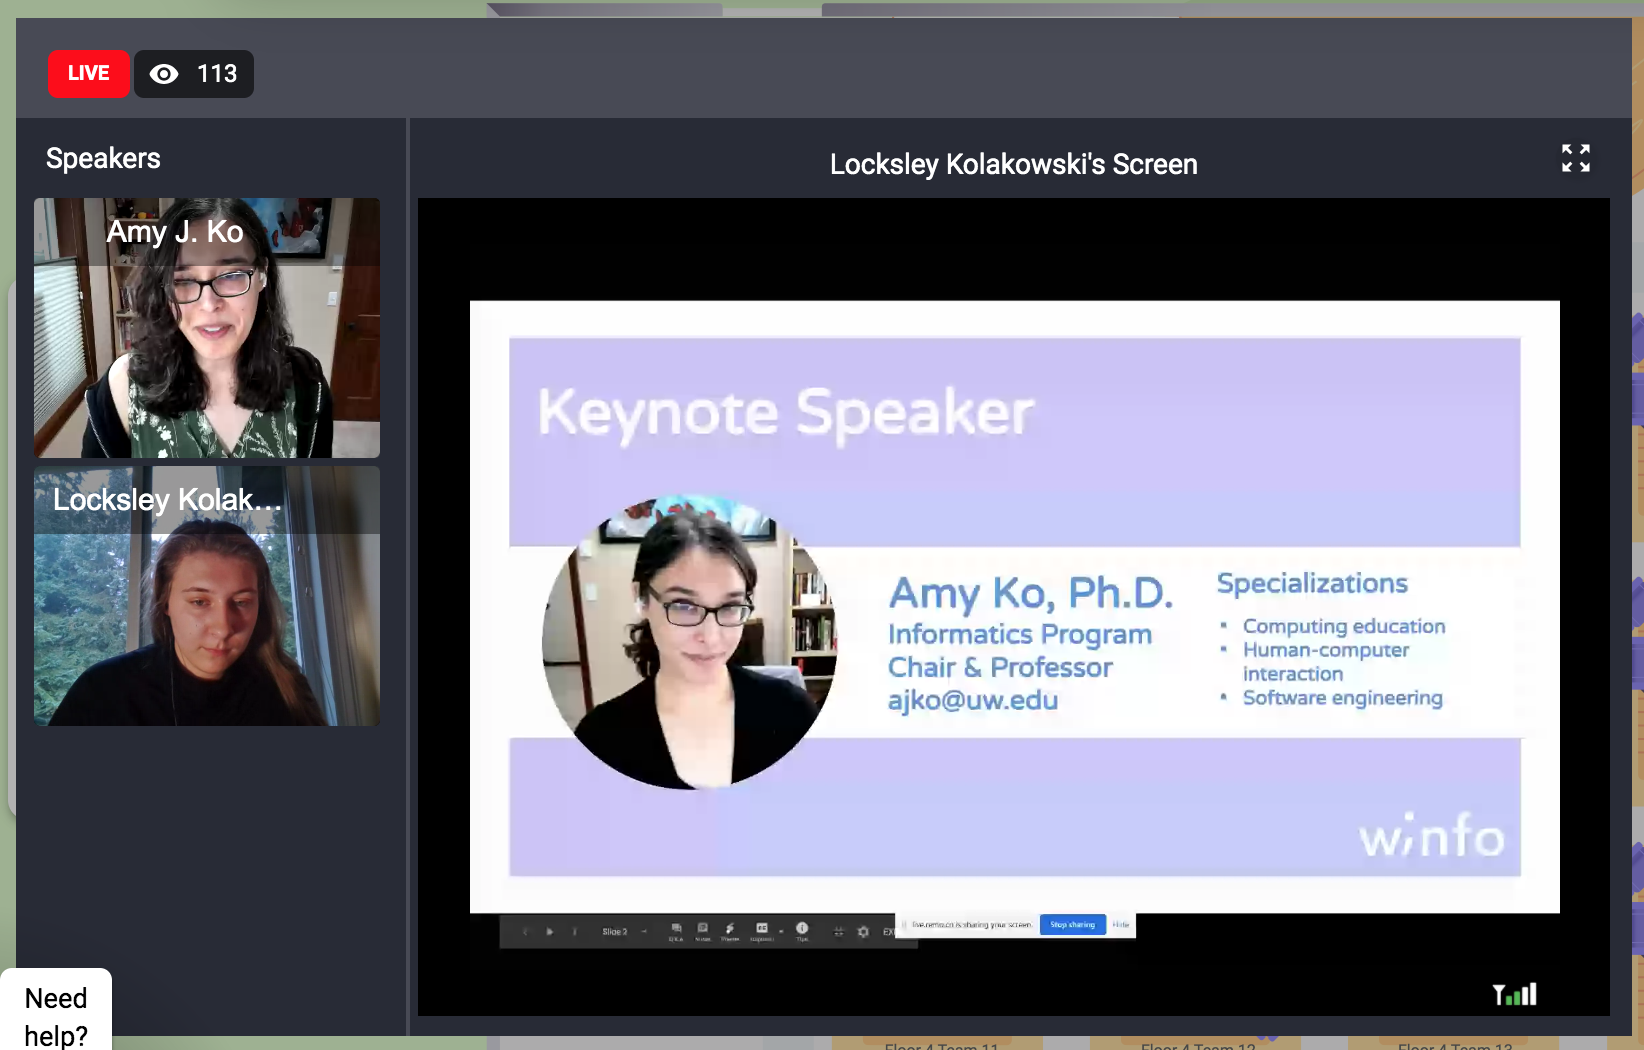 LIVE
113
Speakers
Locksley Kolakowski's Screen
Amy J. Ko
Locksley Kolak...
Keynote Speaker
Amy Ko, Ph.D.
Informatics Program
Chair & Professor
ajko@uw.edu
Specializations
• Computing education
• Human-computer
interaction
• Software engineering
winfo
Slide 2
live.remo.co is sharing your screen.
Stop sharing
Hide
Need
help?
Floor 4 Team 11
Floor 4 Team 12
Floor 4 Team 13